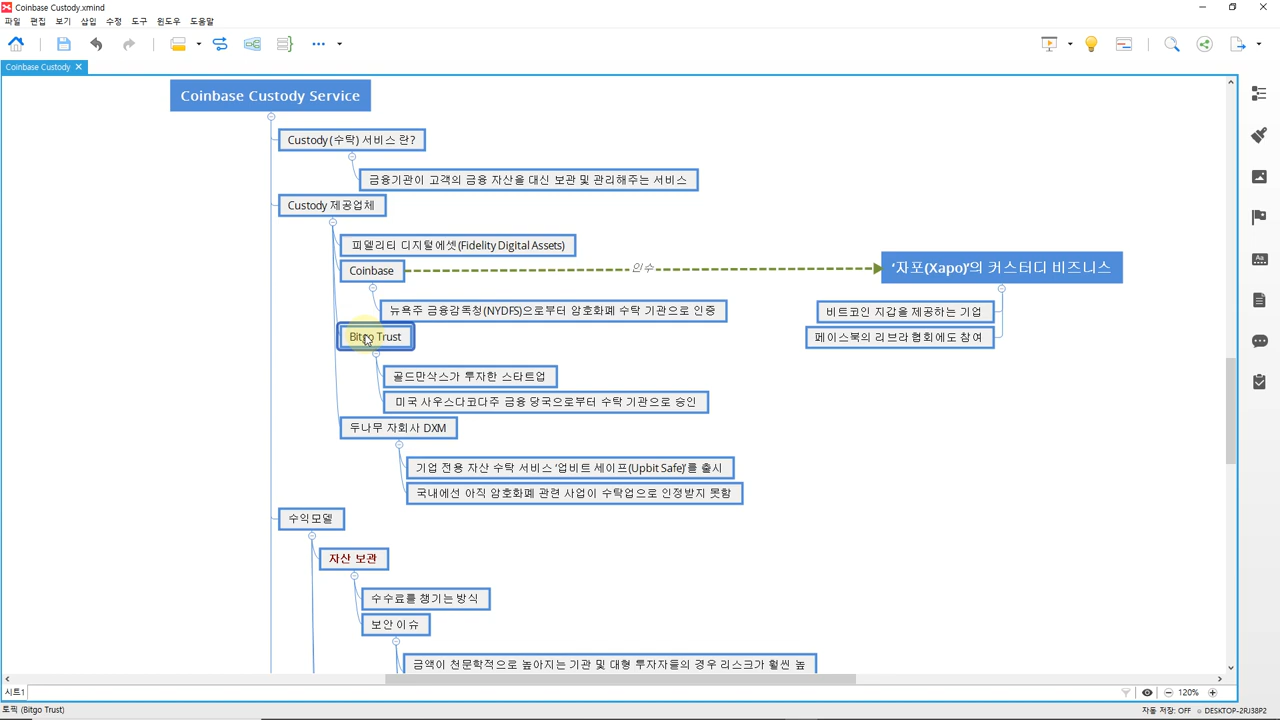 Coinbase Custody.xmind
파일 편집 보기 삽입 수정 도구 윈도우 도움말
Coinbase Custody
Coinbase Custody Service
Custody (수탁) 서비스 란?
금융기관이 고객의 금융 자산을 대신 보관 및 관리해주는 서비스
Custody 제공업체
피델리티 디지털에셋(Fidelity Digital Assets)
Coinbase
인수
‘자포(Xapo)’의 커스터디 비즈니스
뉴욕주 금융감독청(NYDFS)으로부터 암호화폐 수탁 기관으로 인증
비트코인 지갑을 제공하는 기업
Bitgo Trust
페이스북의 리브라 협회에도 참여
골드만삭스가 투자한 스타트업
미국 사우스다코다주 금융 당국으로부터 수탁 기관으로 승인
두나무 자회사 DXM
기업 전용 자산 수탁 서비스 ‘업비트 세이프(Upbit Safe)’를 출시
국내에선 아직 암호화폐 관련 사업이 수탁업으로 인정받지 못함
수익모델
자산 보관
수수료를 챙기는 방식
보안 이슈
금액이 천문학적으로 높아지는 기관 및 대형 투자자들의 경우 리스크가 훨씬 높
시트1
120%
토픽 (Bitgo Trust)
자동 저장: OFF
DESKTOP-2RJ38P2